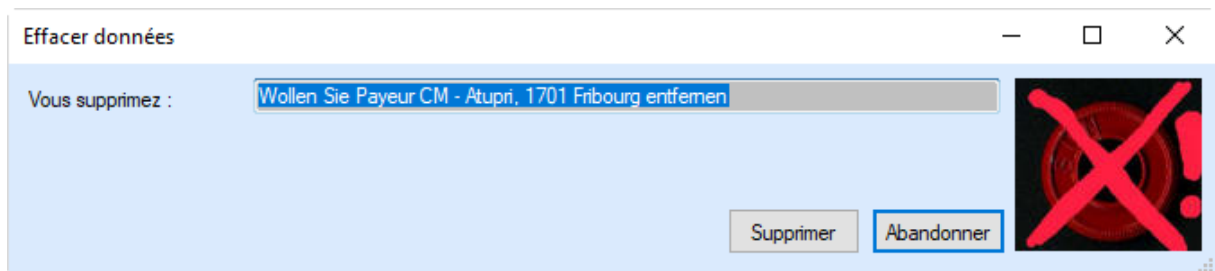 Effacer données
Vous supprimez :
Wollen Sie Payeur CM - Atupri, 1701 Fribourg entfernen
Supprimer
Abandonner